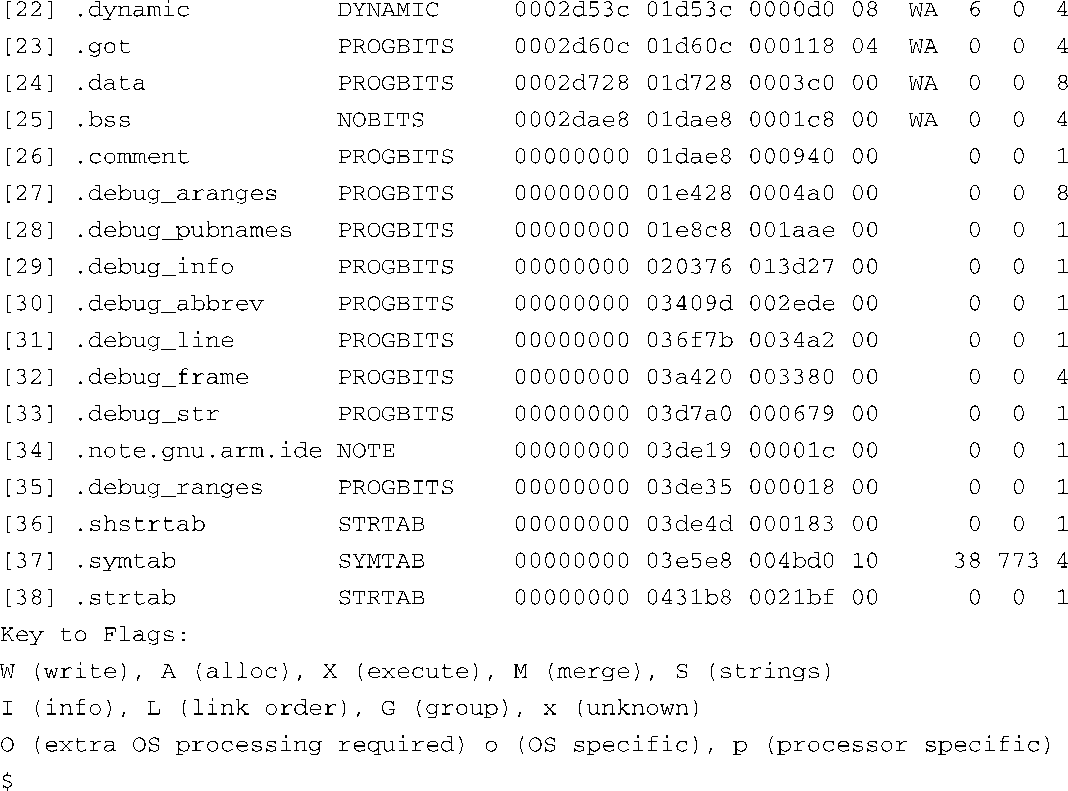 [22] .dynamic DYNAMIC 0002d53c 01d53c 0000d0 08 WA 6 0 4
[23] .got PROGBITS 0002d60c 01d60c 000118 04 WA 0 0 4
[24] .data PROGBITS 0002d728 01d728 0003c0 00 WA 0 0 8
[25] .bss NOBITS 0002dae8 01dae8 0001c8 00 WA 0 0 4
[26] .comment PROGBITS 00000000 01dae8 000940 00 0 0 1
[27] .debug_aranges PROGBITS 00000000 01e428 0004a0 00 0 0 8
[28] .debug_pubnames PROGBITS 00000000 01e8c8 001aae 00 0 0 1
[29] .debug_info PROGBITS 00000000 020376 013d27 00 0 0 1
[30] .debug_abbrev PROGBITS 00000000 03409d 002ede 00 0 0 1
[31] .debug_line PROGBITS 00000000 036f7b 0034a2 00 0 0 1
[32] .debug_frame PROGBITS 00000000 03a420 003380 00 0 0 4
[33] .debug_str PROGBITS 00000000 03d7a0 000679 00 0 0 1
[34] .note.gnu.arm.ide NOTE 00000000 03de19 00001c 00 0 0 1
[35] .debug_ranges PROGBITS 00000000 03de35 000018 00 0 0 1
[36] .shstrtab STRTAB 00000000 03de4d 000183 00 0 0 1
[37] .symtab SYMTAB 00000000 03e5e8 004bd0 10 38 773 4
[38] .strtab STRTAB 00000000 0431b8 0021bf 00 0 0 1
Key to Flags:
W (write), A (alloc), X (execute), M (merge), S (strings)
I (info), L (link order), G (group), x (unknown)
O (extra OS processing required) o (OS specific), p (processor specific)
$